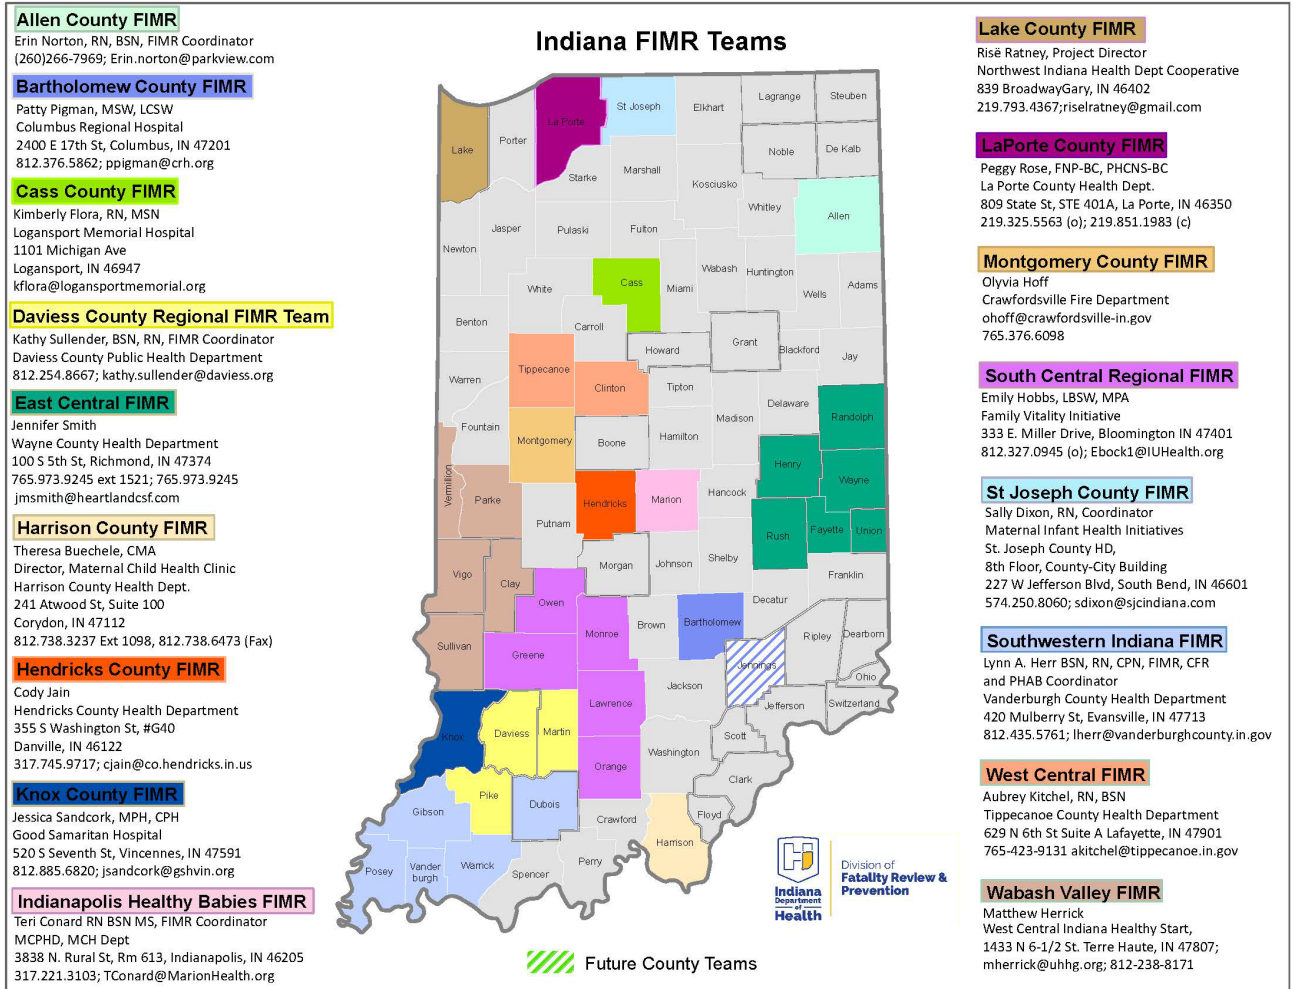 Indiana FIMR Teams
Allen County FIMR
Erin Norton, RN, BSN, FIMR Coordinator
(260)266-7969; Erin.norton@parkview.com
Bartholomew County FIMR
Patty Pigman, MSW, LCSW
Columbus Regional Hospital
2400 E 17th St, Columbus, IN 47201
812.376.5862; ppigman@crh.org
Cass County FIMR
Kimberly Flora, RN, MSN
Logansport Memorial Hospital
1101 Michigan Ave
Logansport, IN 46947
kflora@logansportmemorial.org
Daviess County Regional FIMR Team
Kathy Sullender, BSN, RN, FIMR Coordinator
Daviess County Public Health Department
812.254.8667; kathy.sullender@daviess.org
East Central FIMR
Jennifer Smith
Wayne County Health Department
100 S 5th St, Richmond, IN 47374
765.973.9245 ext 1521; 765.973.9245
jmsmith@heartlandcsf.com
Harrison County FIMR
Theresa Buechele, CMA
Director, Maternal Child Health Clinic
Harrison County Health Dept.
241 Atwood St, Suite 100
Corydon, IN 47112
812.738.3237 Ext 1098, 812.738.6473 (Fax)
Hendricks County FIMR
Cody Jain
Hendricks County Health Department
355 S Washington St, #G40
Danville, IN 46122
317.745.9717; cjain@co.hendricks.in.us
Knox County FIMR
Jessica Sandcork, MPH, CPH
Good Samaritan Hospital
520 S Seventh St, Vincennes, IN 47591
812.885.6820; jsandcork@gshvin.org
Indianapolis Healthy Babies FIMR
Teri Conard RN BSN MS, FIMR Coordinator
MCPHD, MCH Dept
3838 N. Rural St, Rm 613, Indianapolis, IN 46205
317.221.3103; TConard@MarionHealth.org
Lake
Porter
La Porte
St Joseph
Elkhart
Lagrange
Steuben
Noble
De Kalb
Starke
Marshall
Kosciusko
Whitley
Allen
Newton
Jasper
Pulaski
Fulton
White
Cass
Miami
Wabash
Huntington
Wells
Adams
Benton
Carroll
Howard
Grant
Blackford
Jay
Warren
Tippecanoe
Clinton
Tipton
Delaware
Randolph
Fountain
Montgomery
Boone
Hamilton
Madison
Henry
Wayne
Vermillion
Parke
Putnam
Hendricks
Marion
Hancock
Rush
Fayette
Union
Vigo
Clay
Owen
Morgan
Johnson
Shelby
Franklin
Decatur
Sullivan
Greene
Monroe
Brown
Bartholomew
Jennings
Ripley
Dearborn
Ohio
Switzerland
Jefferson
Jackson
Lawrence
Knox
Daviess
Martin
Orange
Washington
Scott
Clark
Floyd
Harrison
Crawford
Dubois
Pike
Gibson
Posey
Vander
burgh
Warrick
Spencer
Perry
Lake County FIMR
Risë Ratney, Project Director
Northwest Indiana Health Dept Cooperative
839 BroadwayGary, IN 46402
219.793.4367;riselratney@gmail.com
LaPorte County FIMR
Peggy Rose, FNP-BC, PHCNS-BC
La Porte County Health Dept.
809 State St, STE 401A, La Porte, IN 46350
219.325.5563 (o); 219.851.1983 (c)
Montgomery County FIMR
Olyvia Hoff
Crawfordsville Fire Department
ohoff@crawfordsville-in.gov
765.376.6098
South Central Regional FIMR
Emily Hobbs, LBSW, MPA
Family Vitality Initiative
333 E. Miller Drive, Bloomington IN 47401
812.327.0945 (o); Ebock1@IUHealth.org
St Joseph County FIMR
Sally Dixon, RN, Coordinator
Maternal Infant Health Initiatives
St. Joseph County HD,
8th Floor, County-City Building
227 W Jefferson Blvd, South Bend, IN 46601
574.250.8060; sdixon@sjcindiana.com
Southwestern Indiana FIMR
Lynn A. Herr BSN, RN, CPN, FIMR, CFR
and PHAB Coordinator
Vanderburgh County Health Department
420 Mulberry St, Evansville, IN 47713
812.435.5761; lherr@vanderburghcounty.in.gov
West Central FIMR
Aubrey Kitchel, RN, BSN
Tippecanoe County Health Department
629 N 6th St Suite A Lafayette, IN 47901
765-423-9131 akitchel@tippecanoe.in.gov
Wabash Valley FIMR
Matthew Herrick
West Central Indiana Healthy Start,
1433 N 6-1/2 St. Terre Haute, IN 47807;
mherrick@uhhg.org; 812-238-8171
Indiana
Department
of
Health
Division of
Fatality Review &
Prevention
Future County Teams